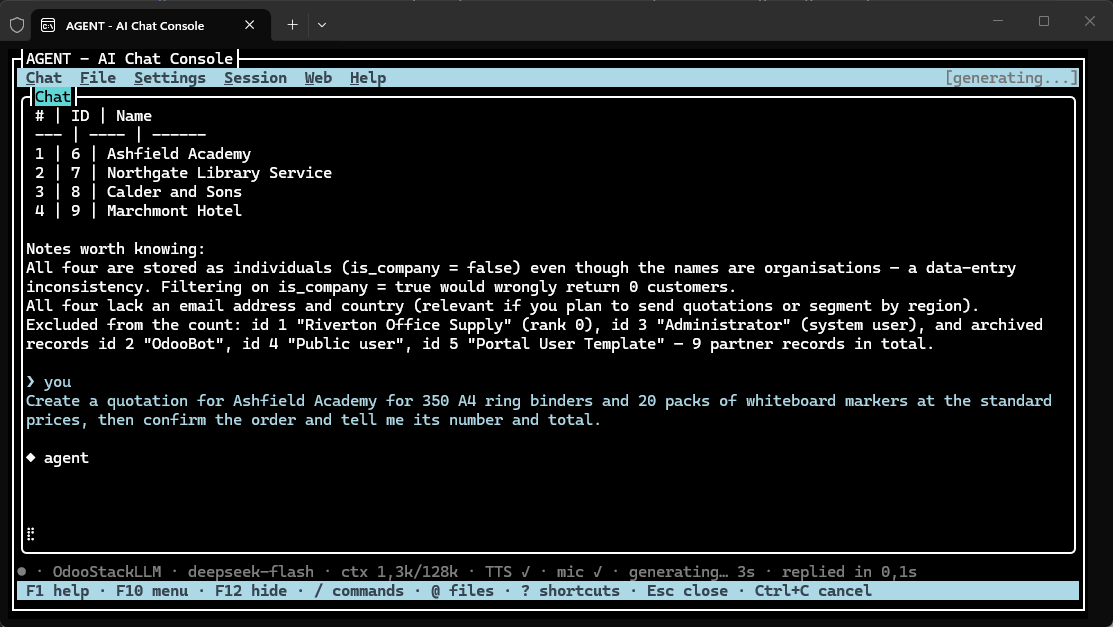 AGENT - AI Chat Console
AGENT - AI Chat Console
Chat File Settings Session Web Help [generating...]
Chat
# | ID | Name
--- | ---- | ------
1 | 6 | Ashfield Academy
2 | 7 | Northgate Library Service
3 | 8 | Calder and Sons
4 | 9 | Marchmont Hotel
Notes worth knowing:
All four are stored as individuals (is_company = false) even though the names are organisations — a data-entry
inconsistency. Filtering on is_company = true would wrongly return 0 customers.
All four lack an email address and country (relevant if you plan to send quotations or segment by region).
Excluded from the count: id 1 "Riverton Office Supply" (rank 0), id 3 "Administrator" (system user), and archived
records id 2 "OdooBot", id 4 "Public user", id 5 "Portal User Template" — 9 partner records in total.
❯ you
Create a quotation for Ashfield Academy for 350 A4 ring binders and 20 packs of whiteboard markers at the standard
prices, then confirm the order and tell me its number and total.
◆ agent
● · OdooStackLLM · deepseek-flash · ctx 1,3k/128k · TTS √ · mic √ · generating… 3s · replied in 0,1s
F1 help · F10 menu · F12 hide · / commands · @ files · ? shortcuts · Esc close · Ctrl+C cancel